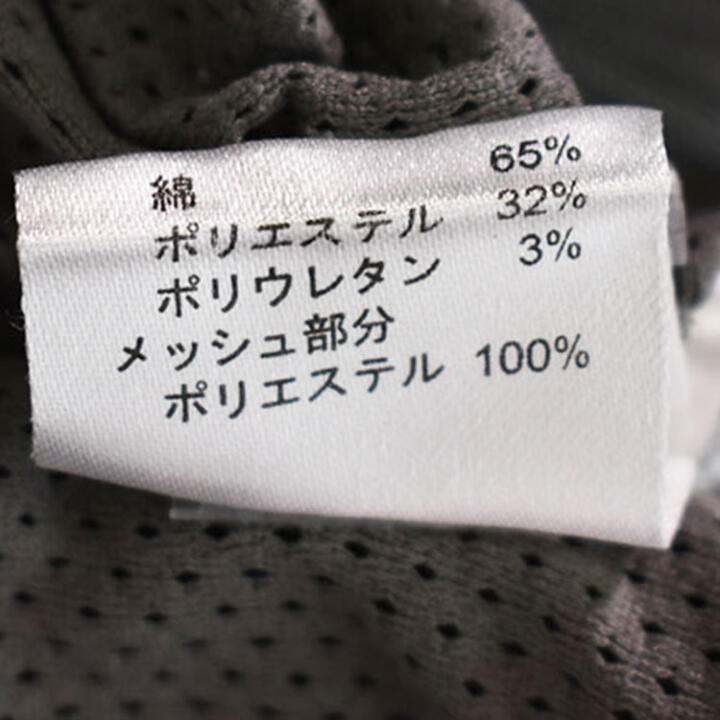 綿 65%
ポリエステル 32%
ポリウレタン 3%
メッシュ部分
ポリエステル 100%